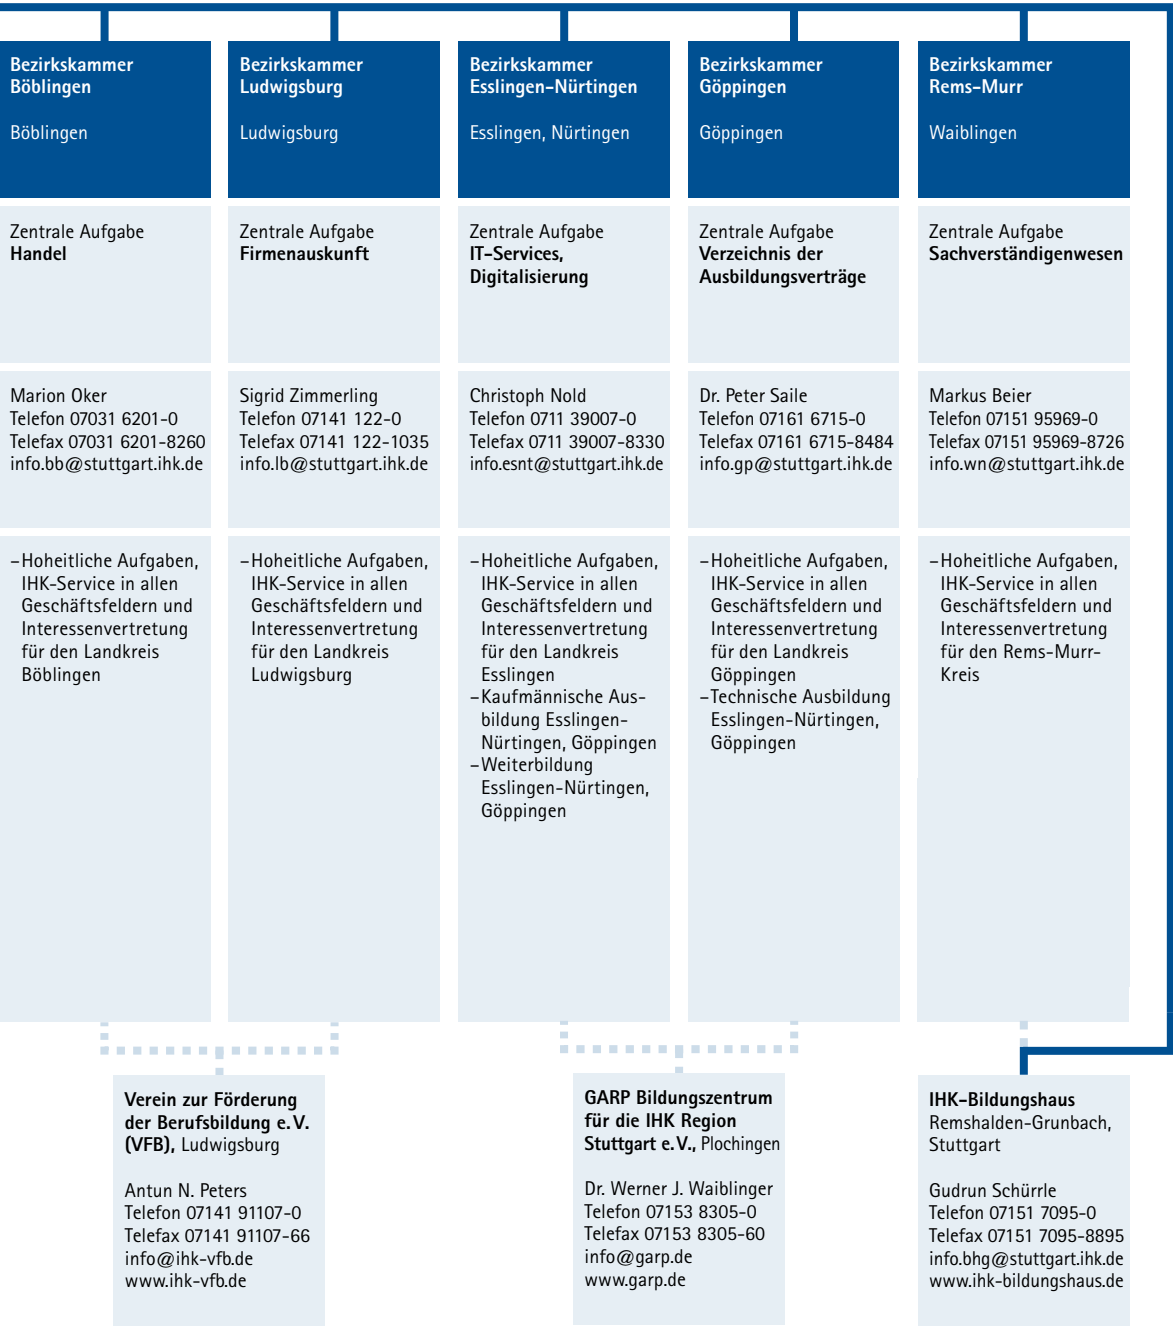 Bezirkskammer
Böblingen
Böblingen
Zentrale Aufgabe
Handel
Marion Oker
Telefon 07031 6201-0
Telefax 07031 6201-8260
info.bb@stuttgart.ihk.de
–Hoheitliche Aufgaben,
IHK-Service in allen
Geschäftsfeldern und
Interessenvertretung
für den Landkreis
Böblingen
Bezirkskammer
Ludwigsburg
Ludwigsburg
Zentrale Aufgabe
Firmenauskunft
Sigrid Zimmerling
Telefon 07141 122-0
Telefax 07141 122-1035
info.lb@stuttgart.ihk.de
–Hoheitliche Aufgaben,
IHK-Service in allen
Geschäftsfeldern und
Interessenvertretung
für den Landkreis
Ludwigsburg
Bezirkskammer
Esslingen-Nürtingen
Esslingen, Nürtingen
Zentrale Aufgabe
IT-Services,
Digitalisierung
Christoph Nold
Telefon 0711 39007-0
Telefax 0711 39007-8330
info.esnt@stuttgart.ihk.de
–Hoheitliche Aufgaben,
IHK-Service in allen
Geschäftsfeldern und
Interessenvertretung
für den Landkreis
Esslingen
–Kaufmännische Aus-
bildung Esslingen-
Nürtingen, Göppingen
–Weiterbildung
Esslingen-Nürtingen,
Göppingen
Bezirkskammer
Göppingen
Göppingen
Zentrale Aufgabe
Verzeichnis der
Ausbildungsverträge
Dr. Peter Saile
Telefon 07161 6715-0
Telefax 07161 6715-8484
info.gp@stuttgart.ihk.de
–Hoheitliche Aufgaben,
IHK-Service in allen
Geschäftsfeldern und
Interessenvertretung
für den Landkreis
Göppingen
–Technische Ausbildung
Esslingen-Nürtingen,
Göppingen
Bezirkskammer
Rems-Murr
Waiblingen
Zentrale Aufgabe
Sachverständigenwesen
Markus Beier
Telefon 07151 95969-0
Telefax 07151 95969-8726
info.wn@stuttgart.ihk.de
–Hoheitliche Aufgaben,
IHK-Service in allen
Geschäftsfeldern und
Interessenvertretung
für den Rems-Murr-
Kreis
Verein zur Förderung
der Berufsbildung e.V.
(VFB), Ludwigsburg
Antun N. Peters
Telefon 07141 91107-0
Telefax 07141 91107-66
info@ihk-vfb.de
www.ihk-vfb.de
GARP Bildungszentrum
für die IHK Region
Stuttgart e.V., Plochingen
Dr. Werner J. Waiblinger
Telefon 07153 8305-0
Telefax 07153 8305-60
info@garp.de
www.garp.de
IHK-Bildungshaus
Remshalden-Grunbach,
Stuttgart
Gudrun Schürrle
Telefon 07151 7095-0
Telefax 07151 7095-8895
info.bhg@stuttgart.ihk.de
www.ihk-bildungshaus.de